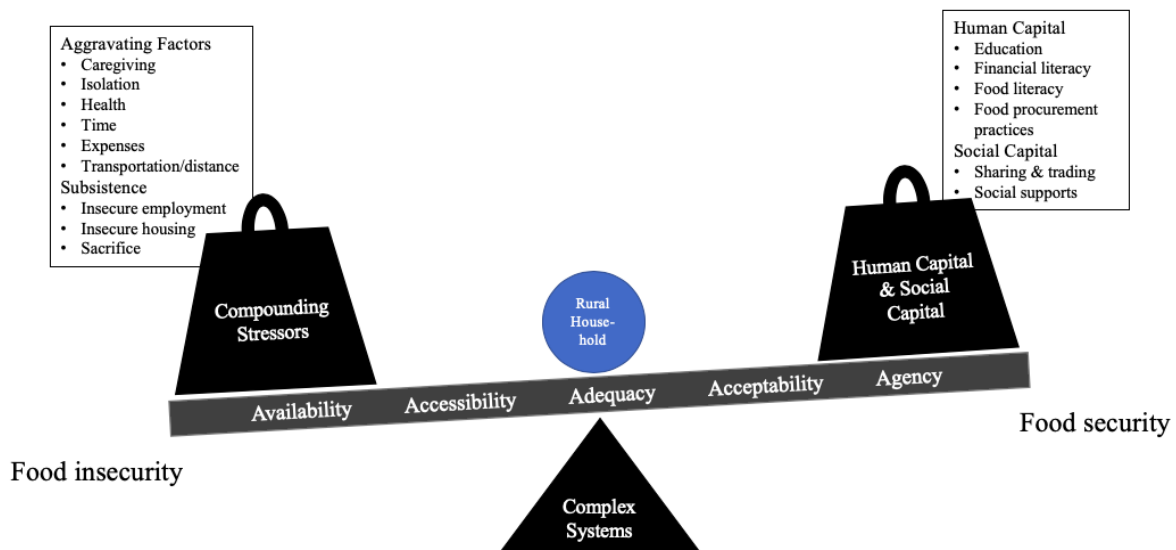 Aggravating Factors
• Caregiving
• Isolation
• Health
• Time
• Expenses
• Transportation/distance
Subsistence
• Insecure employment
• Insecure housing
• Sacrifice
Human Capital
• Education
• Financial literacy
• Food literacy
• Food procurement
practices
Social Capital
• Sharing & trading
• Social supports
Compounding
Stressors
Rural
House-
hold
Human Capital
& Social
Capital
Availability Accessibility Adequacy Acceptability Agency
Food insecurity
Food security
Complex
Systems